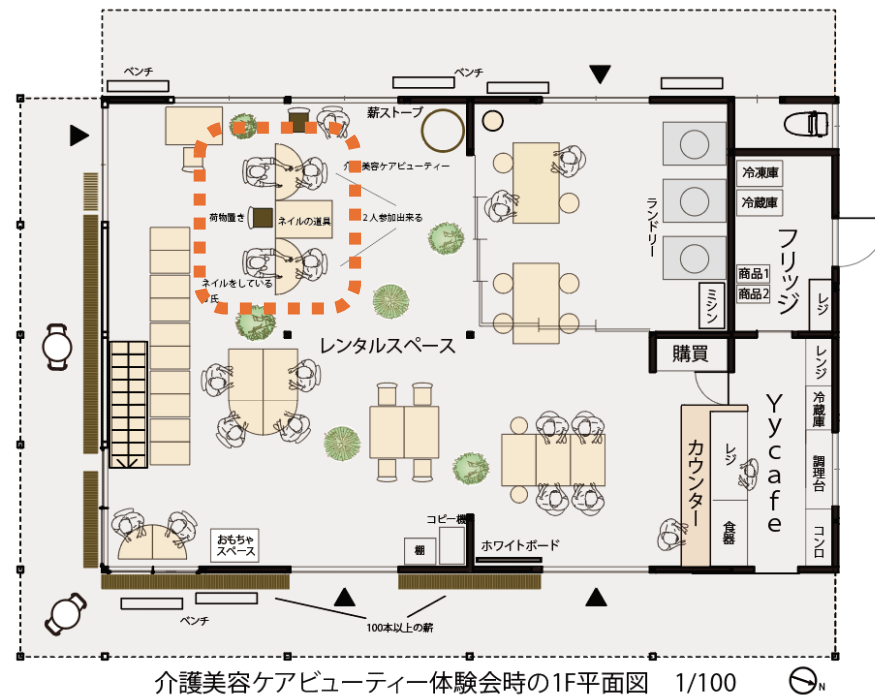 ベンチ
ベンチ
薪ストーブ
介護美容ケアビューティー
荷物置き
ネイルの道具
２人参加出来る
ネイルをしている
氏
ランドリー
ミシン
冷凍庫
冷蔵庫
フリッジ
商品1
商品2
レジ
レンタルスペース
購買
レンジ
冷蔵庫
調理台
コンロ
Yycafe
カウンター
レジ
食器
おもちゃ
スペース
コピー機
棚
ホワイトボード
ベンチ
100本以上の薪
介護美容ケアビューティー体験会時の1F平面図 1/100
N